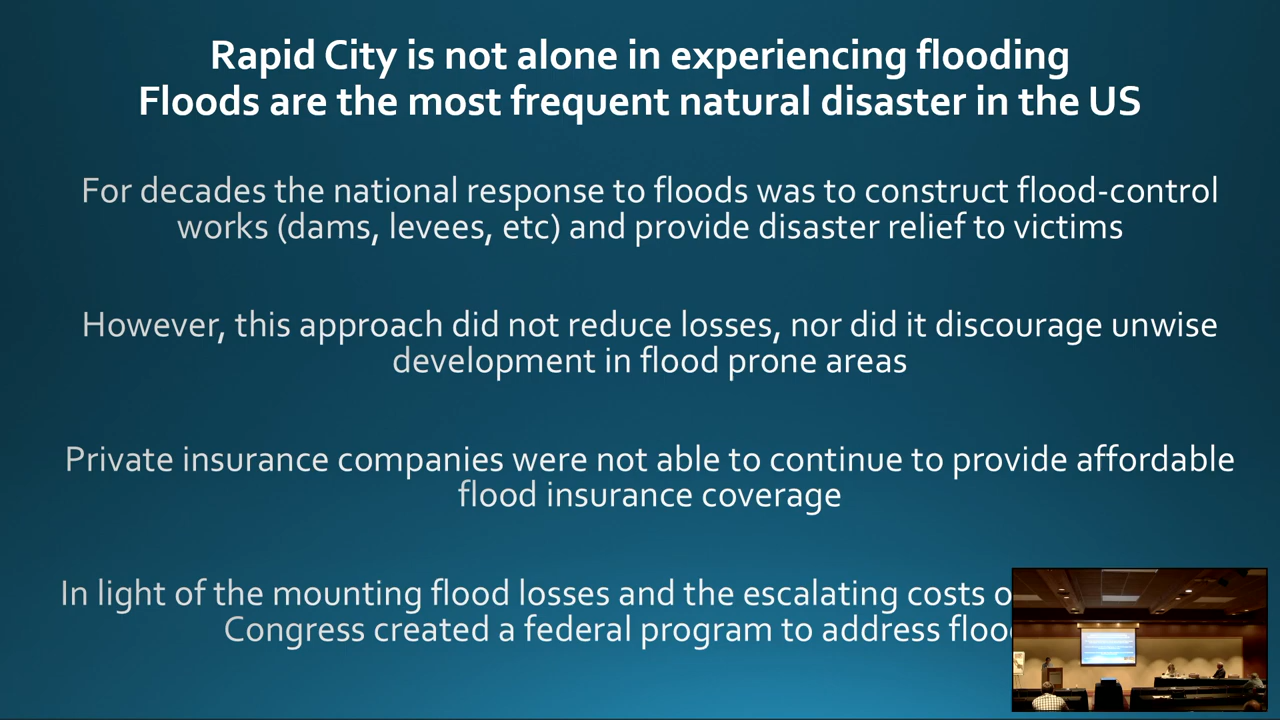 Rapid City is not alone in experiencing flooding
Floods are the most frequent natural disaster in the US
For decades the national response to floods was to construct flood-control
works (dams, levees, etc) and provide disaster relief to victims
However, this approach did not reduce losses, nor did it discourage unwise
development in flood prone areas
Private insurance companies were not able to continue to provide affordable
flood insurance coverage
In light of the mounting flood losses and the escalating costs
Congress created a federal program to address